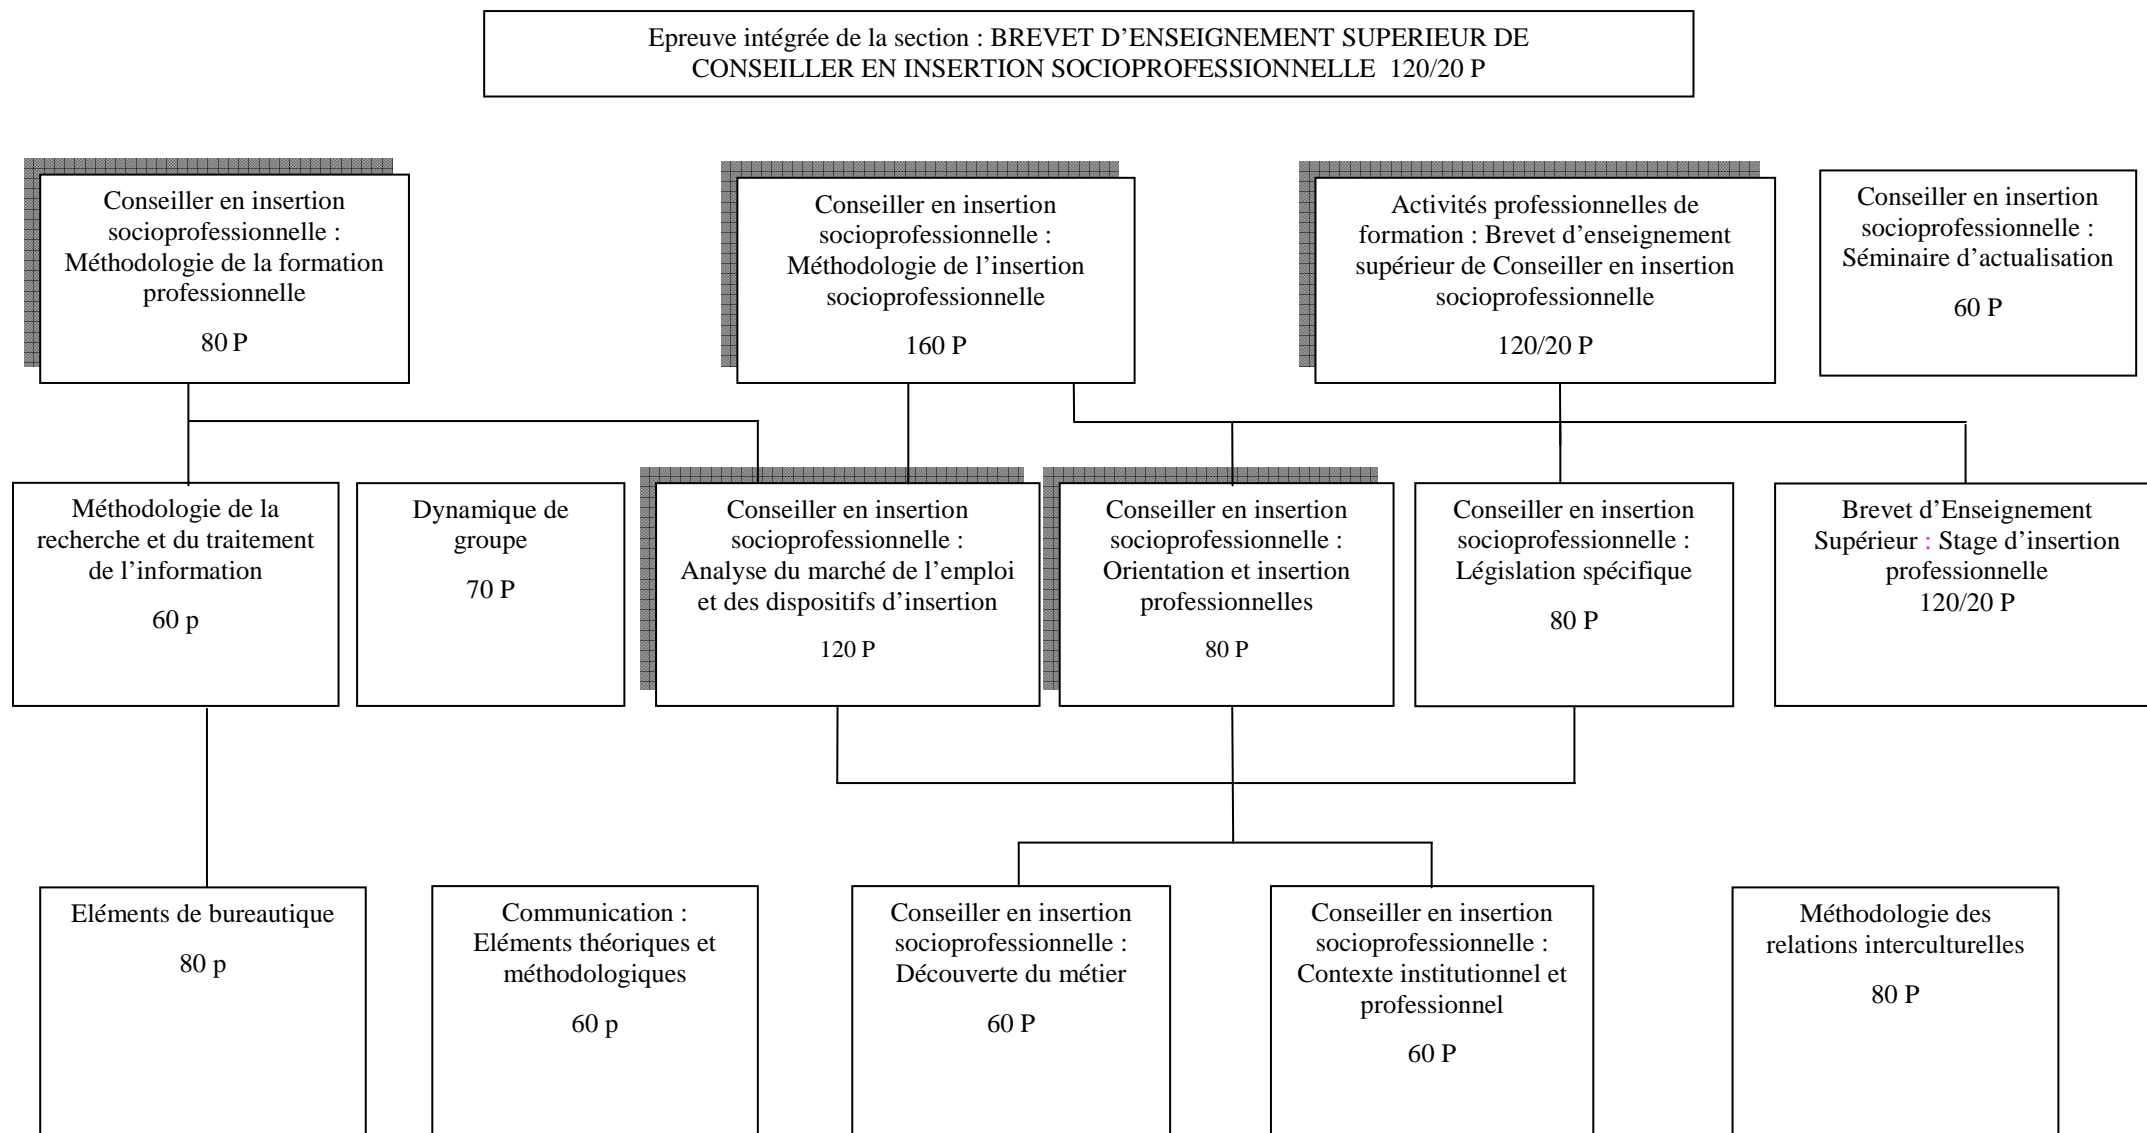 Epreuve intégrée de la section : BREVET D’ENSEIGNEMENT SUPERIEUR DE
CONSEILLER EN INSERTION SOCIOPROFESSIONNELLE 120/20 P
Conseiller en insertion
socioprofessionnelle :
Méthodologie de la formation
professionnelle
80 P
Conseiller en insertion
socioprofessionnelle :
Méthodologie de l’insertion
socioprofessionnelle
160 P
Activités professionnelles de
formation : Brevet d’enseignement
supérieur de Conseiller en insertion
socioprofessionnelle
120/20 P
Conseiller en insertion
socioprofessionnelle :
Séminaire d’actualisation
60 P
Méthodologie de la
recherche et du traitement
de l’information
60 p
Dynamique de
groupe
70 P
Conseiller en insertion
socioprofessionnelle :
Analyse du marché de l’emploi
et des dispositifs d’insertion
120 P
Conseiller en insertion
socioprofessionnelle :
Orientation et insertion
professionnelles
80 P
Conseiller en insertion
socioprofessionnelle :
Législation spécifique
80 P
Brevet d’Enseignement
Supérieur : Stage d’insertion
professionnelle
120/20 P
Eléments de bureautique
80 p
Communication :
Eléments théoriques et
méthodologiques
60 p
Conseiller en insertion
socioprofessionnelle :
Découverte du métier
60 P
Conseiller en insertion
socioprofessionnelle :
Contexte institutionnel et
professionnel
60 P
Méthodologie des
relations interculturelles
80 P